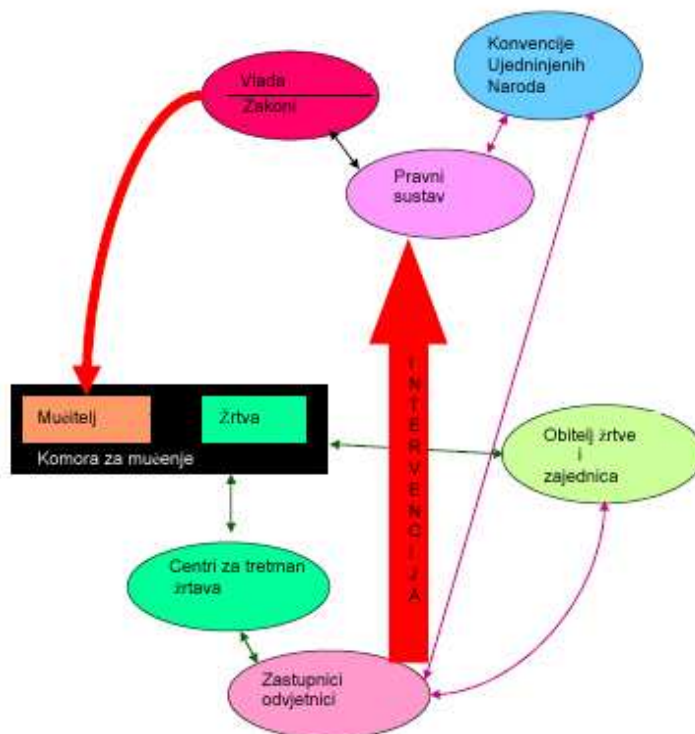 Vlada
Zakoni
Konvencije
Ujedninjenih
Naroda
Pravni
sustav
INTERVENCIJA
Mučitelj
Žrtva
Komora za mučenje
Obitelj žrtve
i
zajednica
Centri za tretman
žrtava
Zastupnici
odvjetnici